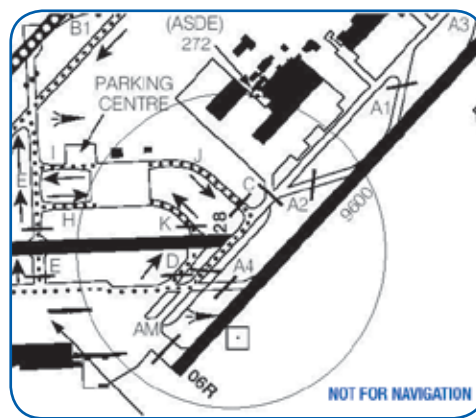 (ASDE)
272
A3
B1
PARKING
CENTRE
A1
I
J
E
C
A2
H
K
28
9600
E
D
A4
AM
06R
NOT FOR NAVIGATION